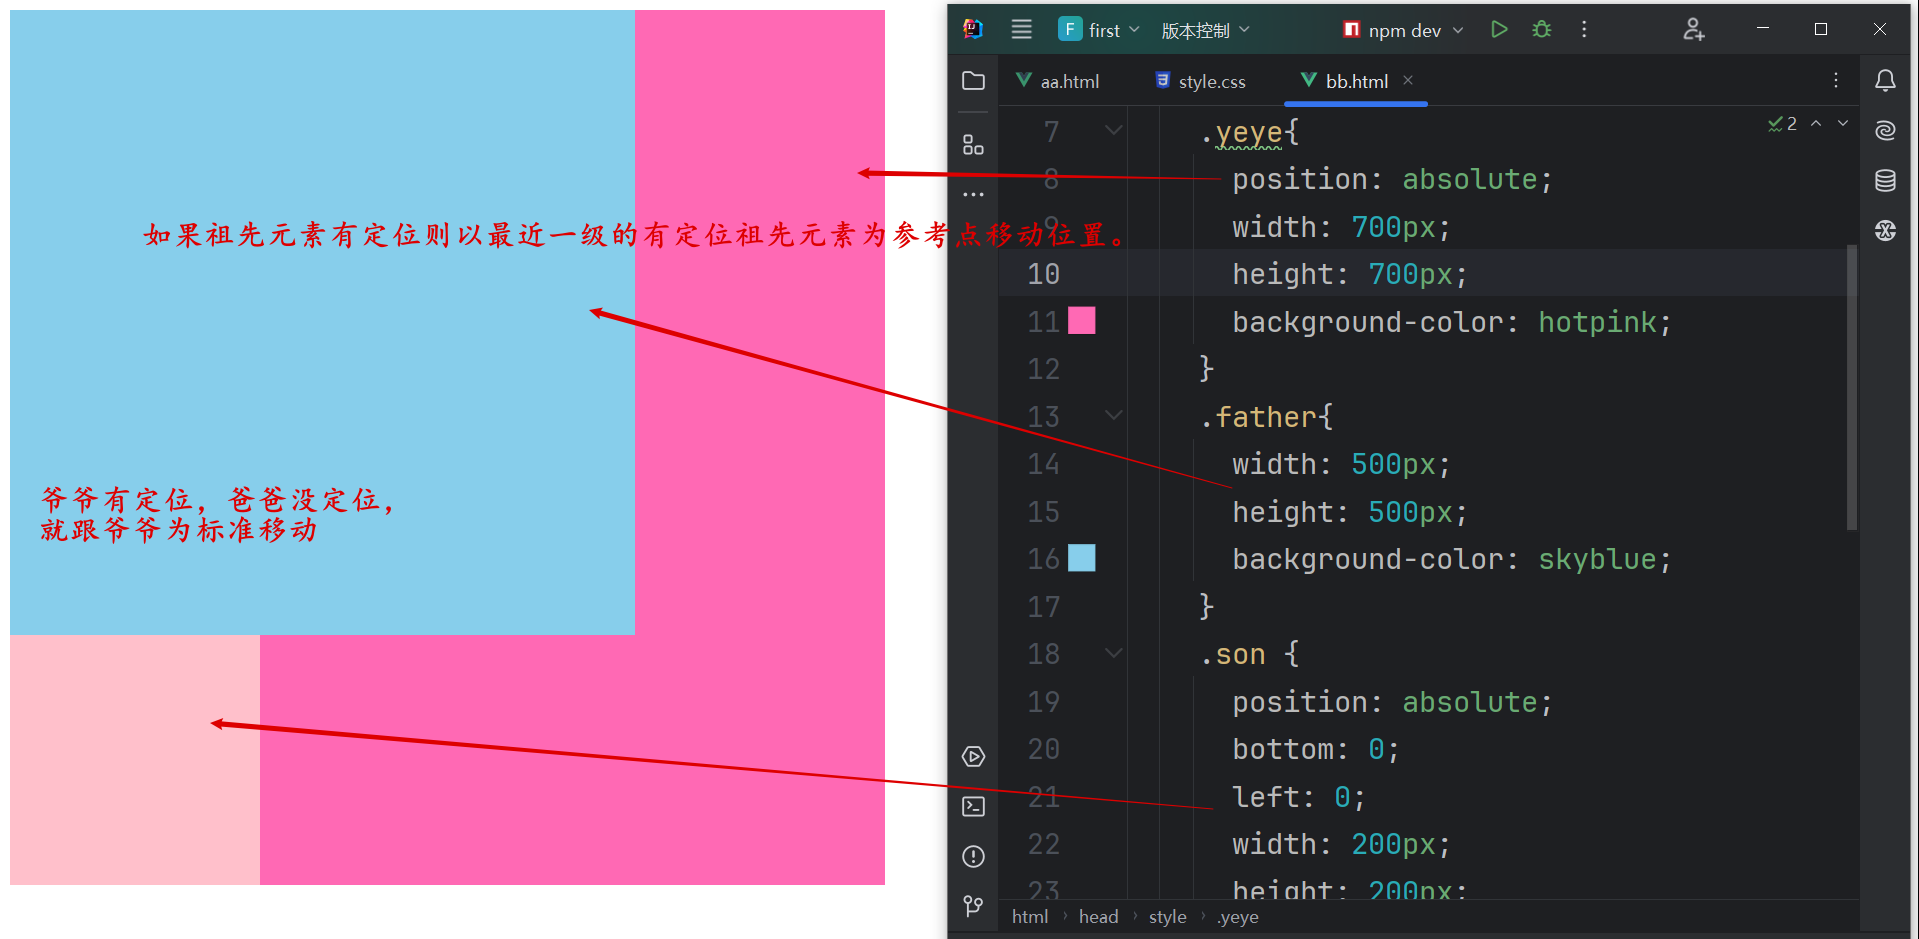 first
版本控制
npm dev
aa.html
style.css
bb.html
2
7 .yeye{
8 position: absolute;
9 width: 700px;
10 height: 700px;
11 background-color: hotpink;
12 }
13 .father{
14 width: 500px;
15 height: 500px;
16 background-color: skyblue;
17 }
18 .son {
19 position: absolute;
20 bottom: 0;
21 left: 0;
22 width: 200px;
23 height: 200px;
html › head › style › .yeye
如果祖先元素有定位则以最近一级的有定位祖先元素为参考点移动位置。
爷爷有定位，爸爸没定位，
就跟爷爷为标准移动